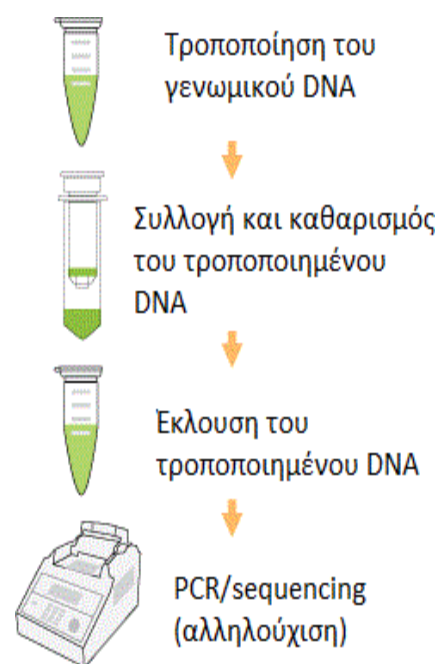 Τροποποίηση του
γενωμικού DNA
Συλλογή και καθαρισμός
του τροποποιημένου
DNA
Έκλουση του
τροποποιημένου DNA
PCR/sequencing
(αλληλούχιση)